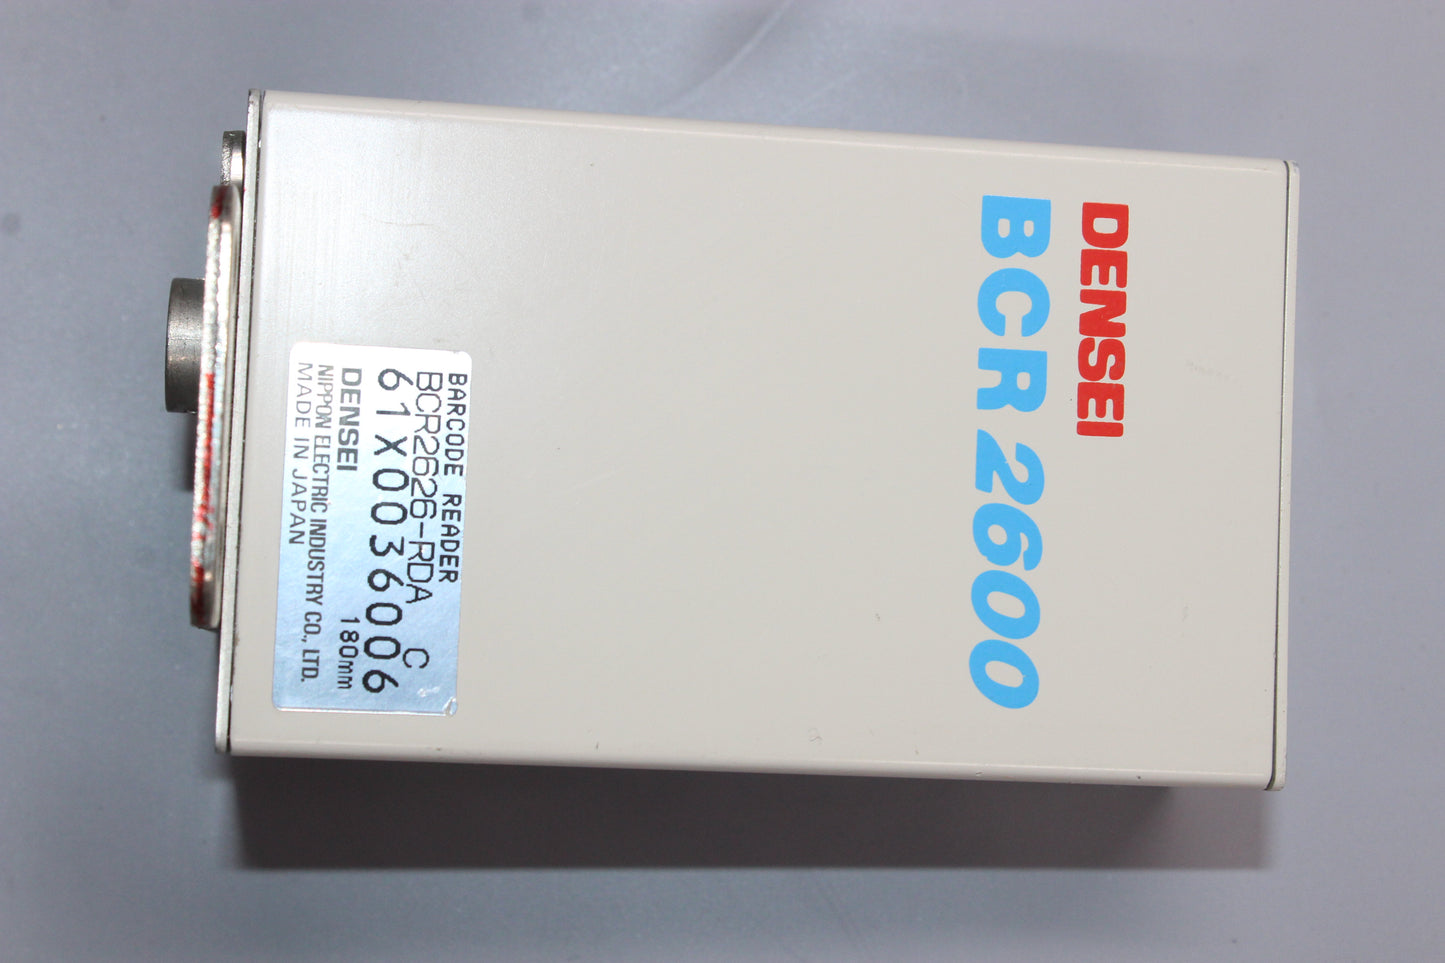 DENSEI
BCR 2600
BARCODE READER
BCR2626-RDA C
61X0036006
180mm
DENSEI
NIPPON ELECTRIC INDUSTRY CO., LTD.
MADE IN JAPAN